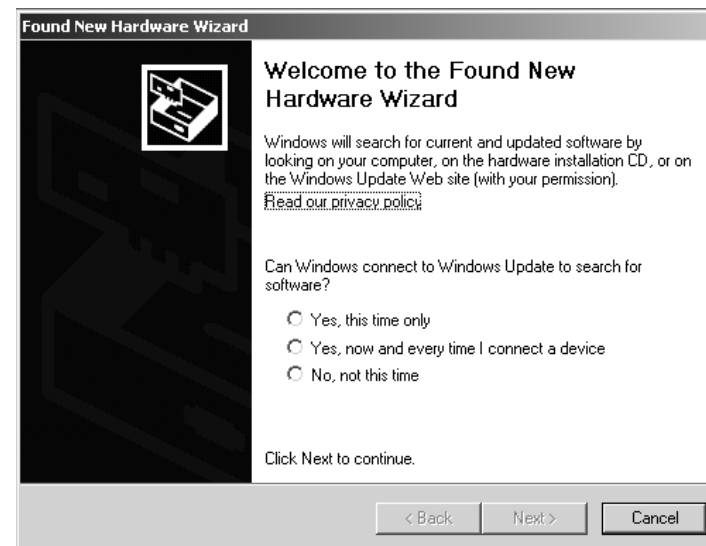 Found New Hardware Wizard
Welcome to the Found New
Hardware Wizard
Windows will search for current and updated software by
looking on your computer, on the hardware installation CD, or on
the Windows Update Web site (with your permission).
Read our privacy policy
Can Windows connect to Windows Update to search for
software?
Yes, this time only
Yes, now and every time I connect a device
No, not this time
Click Next to continue.
< Back
Next >
Cancel